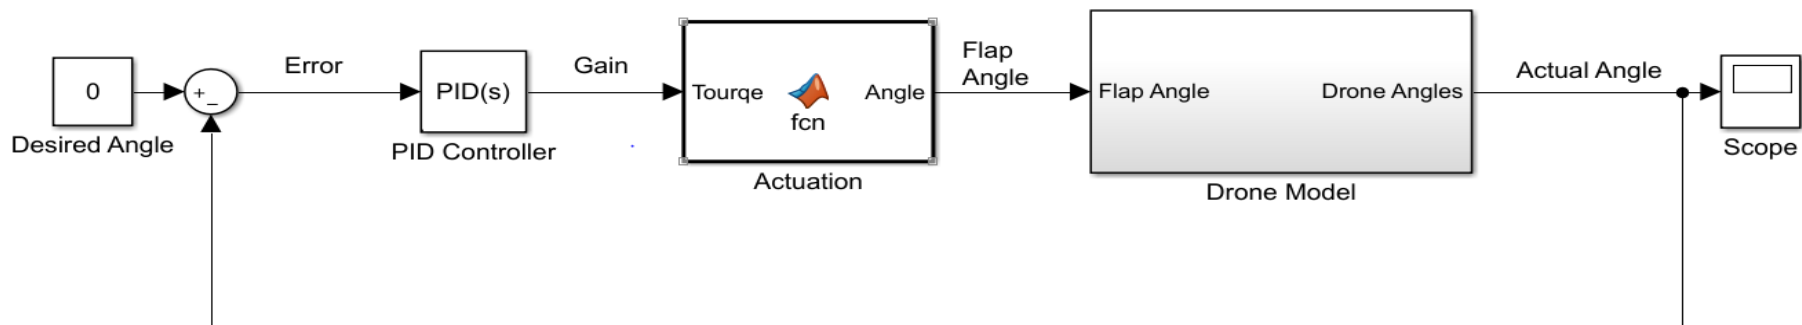 0
Desired Angle
+
_
Error
PID(s)
PID Controller
Gain
Tourqe
fcn
Angle
Actuation
Flap
Angle
Flap Angle
Drone Angles
Drone Model
Actual Angle
Scope